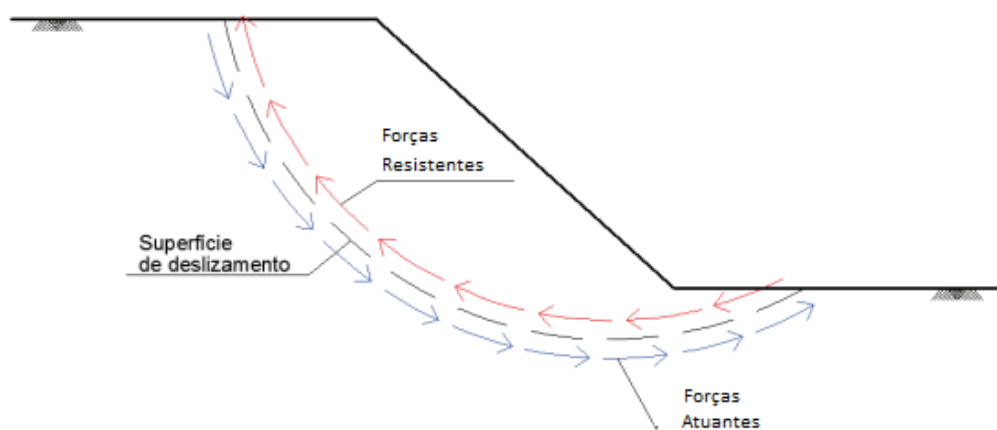 Forças
Resistentes
Superfície
de deslizamento
Forças
Atuantes